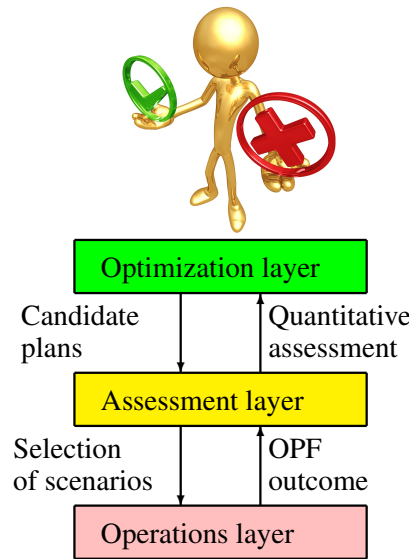 Optimization layer
Candidate
plans
Quantitative
assessment
Assessment layer
Selection
of scenarios
OPF
outcome
Operations layer